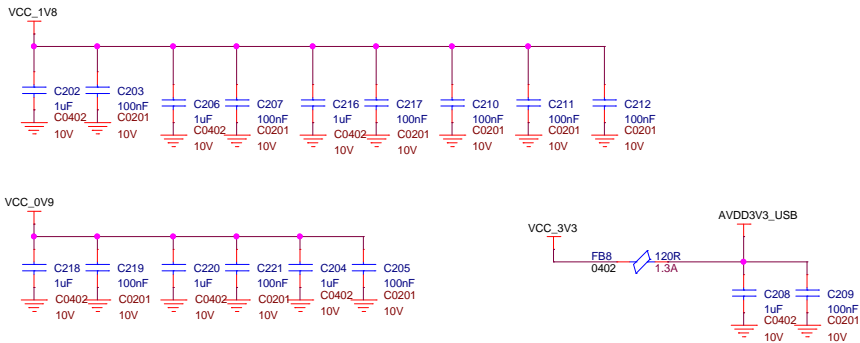 VCC_1V8
C202
1uF
C0402
10V
C203
100nF
C0201
10V
C206
1uF
C0402
10V
C207
100nF
C0201
10V
C216
1uF
C0402
10V
C217
100nF
C0201
10V
C210
100nF
C0201
10V
C211
100nF
C0201
10V
C212
100nF
C0201
10V
VCC_0V9
C218
1uF
C0402
10V
C219
100nF
C0201
10V
C220
1uF
C0402
10V
C221
100nF
C0201
10V
C204
1uF
C0402
10V
C205
100nF
C0201
10V
VCC_3V3
FB8
0402
120R
1.3A
AVDD3V3_USB
C208
1uF
C0402
10V
C209
100nF
C0201
10V